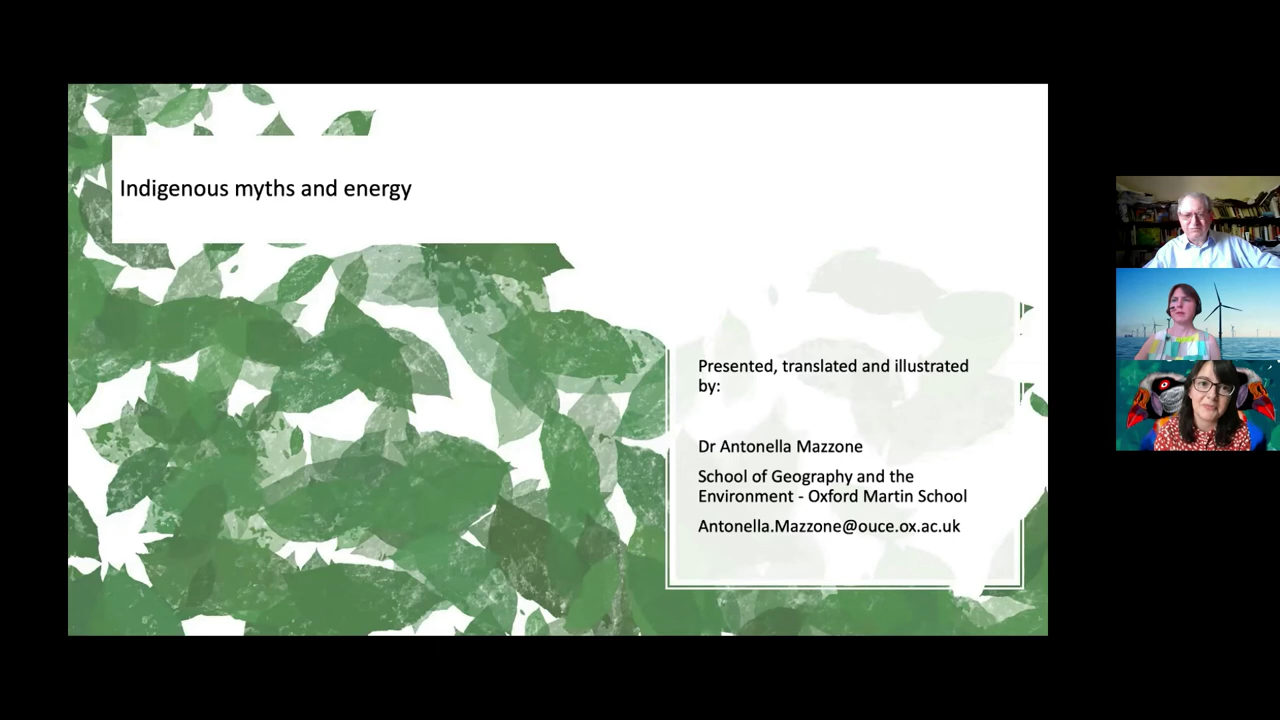 Indigenous myths and energy
Presented, translated and illustrated
by:
Dr Antonella Mazzone
School of Geography and the
Environment - Oxford Martin School
Antonella.Mazzone@ouce.ox.ac.uk